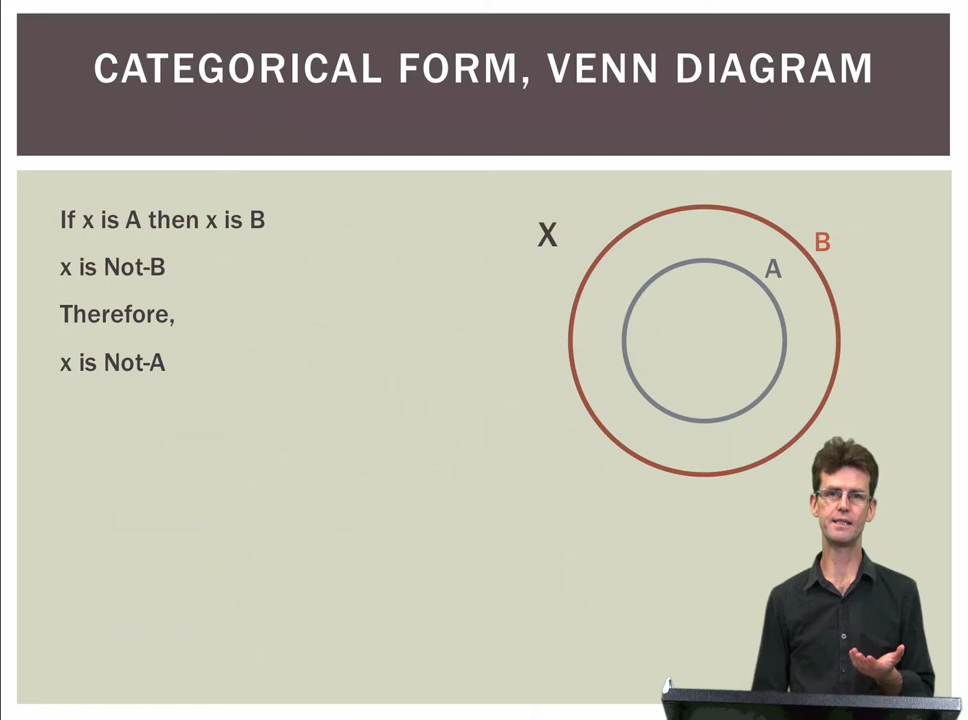 CATEGORICAL FORM, VENN DIAGRAM
If x is A then x is B
x is Not-B
Therefore,
x is Not-A
X
B
A